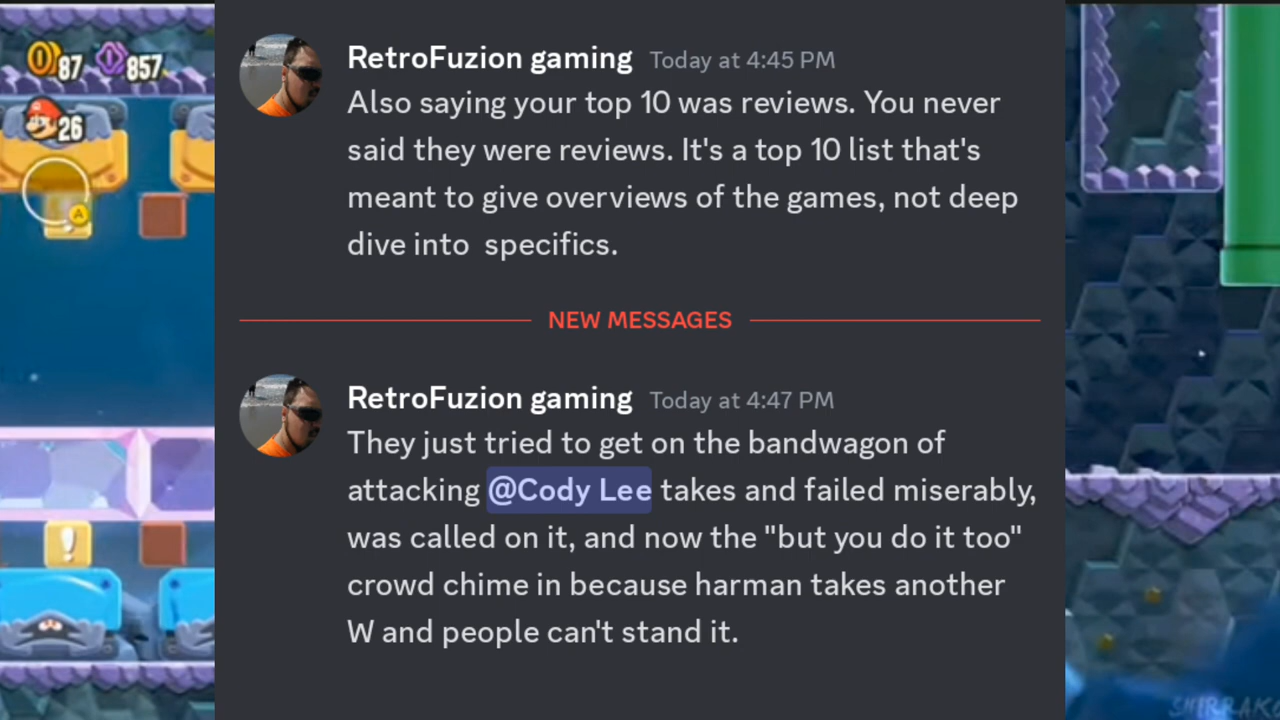 87 857
26
A
!
RetroFuzion gaming Today at 4:45 PM
Also saying your top 10 was reviews. You never
said they were reviews. It's a top 10 list that's
meant to give overviews of the games, not deep
dive into  specifics.
NEW MESSAGES
RetroFuzion gaming Today at 4:47 PM
They just tried to get on the bandwagon of
attacking @Cody Lee takes and failed miserably,
was called on it, and now the "but you do it too"
crowd chime in because harman takes another
W and people can't stand it.